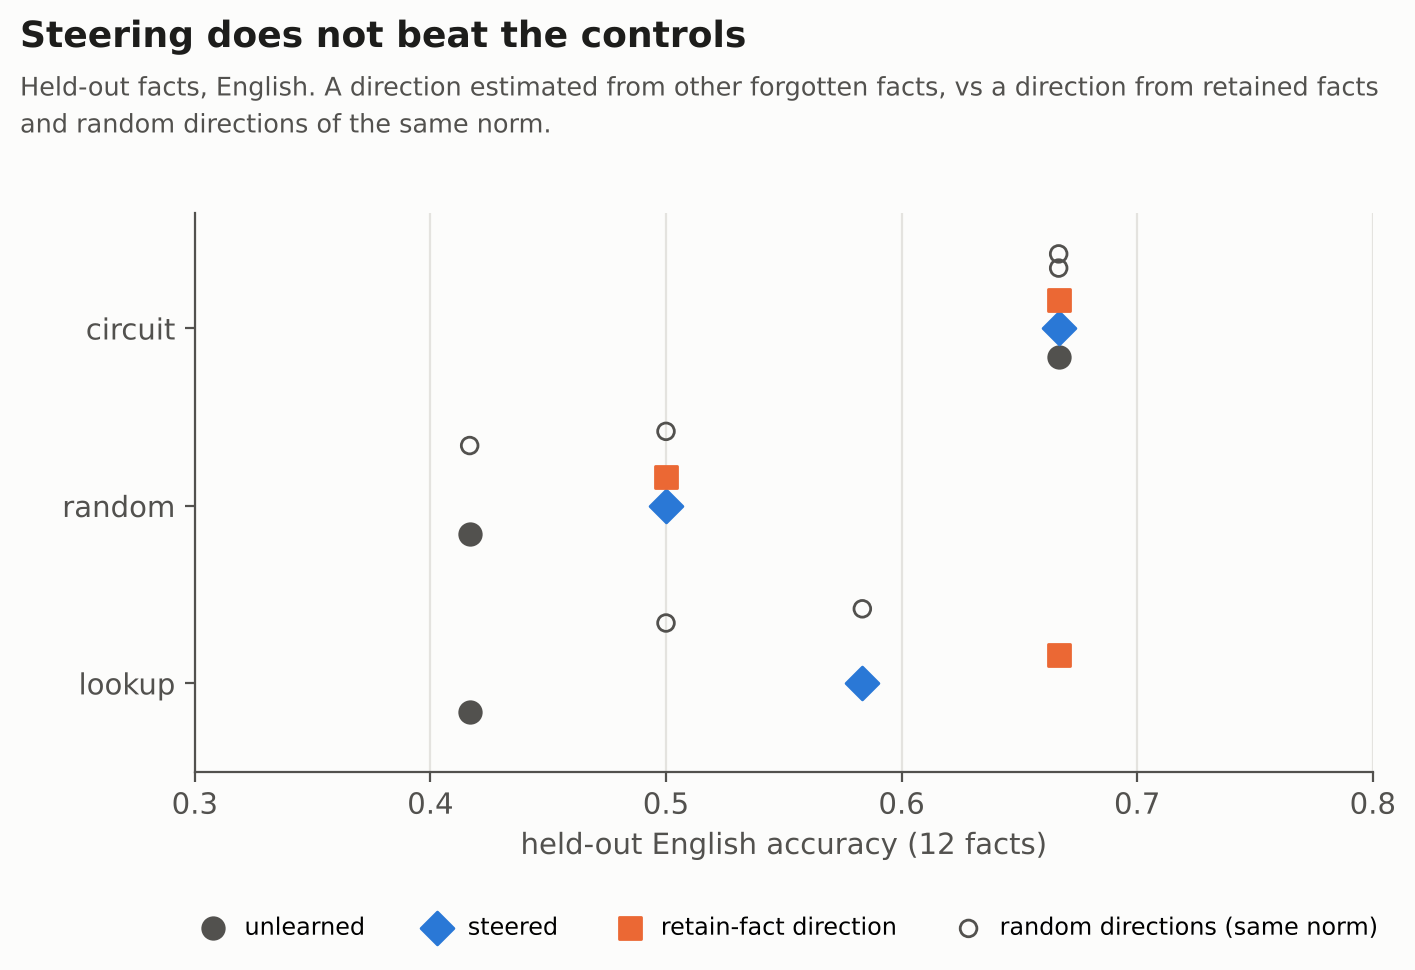 Steering does not beat the controls
Held-out facts, English. A direction estimated from other forgotten facts, vs a direction from retained facts
and random directions of the same norm.
circuit
random
lookup
0.3 0.4 0.5 0.6 0.7 0.8
held-out English accuracy (12 facts)
unlearned steered retain-fact direction random directions (same norm)